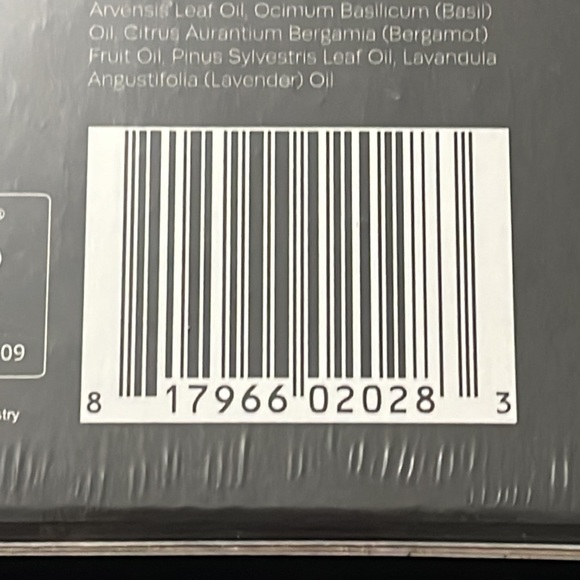 Arvensis Leaf Oil, Ocimum Basilicum (Basil)
Oil, Citrus Aurantium Bergamia (Bergamot)
Fruit Oil, Pinus Sylvestris Leaf Oil, Lavandula
Angustifolia (Lavender) Oil
09
stry
8 17966 02028 3